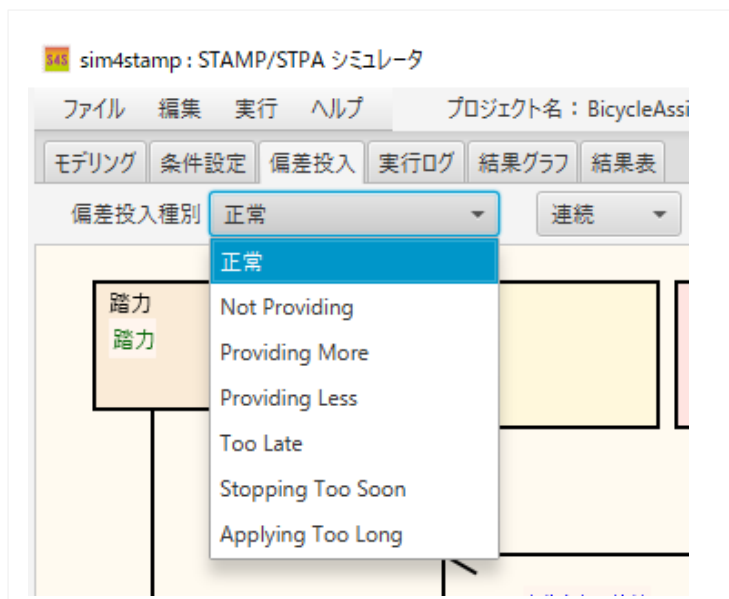 S4S sim4stamp : STAMP/STPA シミュレータ
ファイル 編集 実行 ヘルプ プロジェクト名： BicycleAssi
モデリング 条件設定 偏差投入 実行ログ 結果グラフ 結果表
偏差投入種別 正常 連続
正常
踏力
踏力
Not Providing
Providing More
Providing Less
Too Late
Stopping Too Soon
Applying Too Long